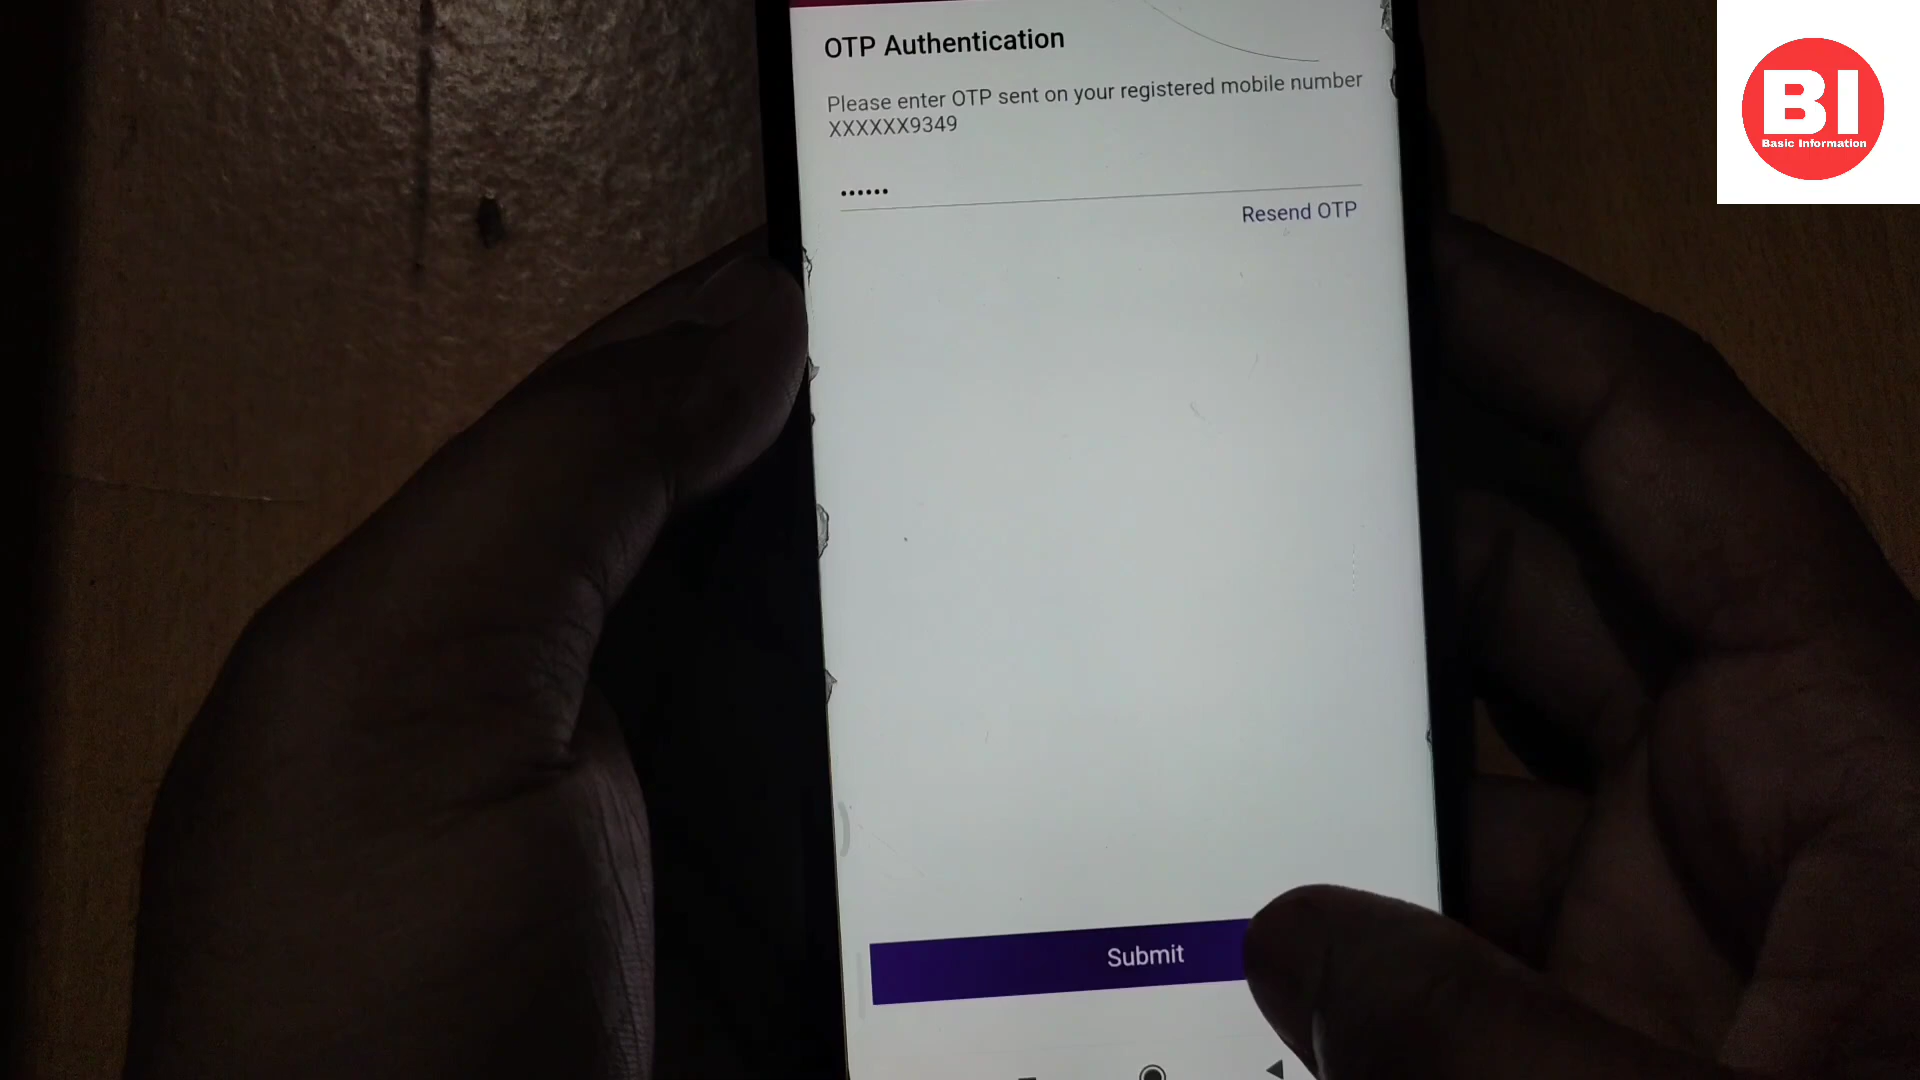 OTP Authentication
Please enter OTP sent on your registered mobile number
XXXXXX9349
••••••
Resend OTP
Submit
BI
Basic Information